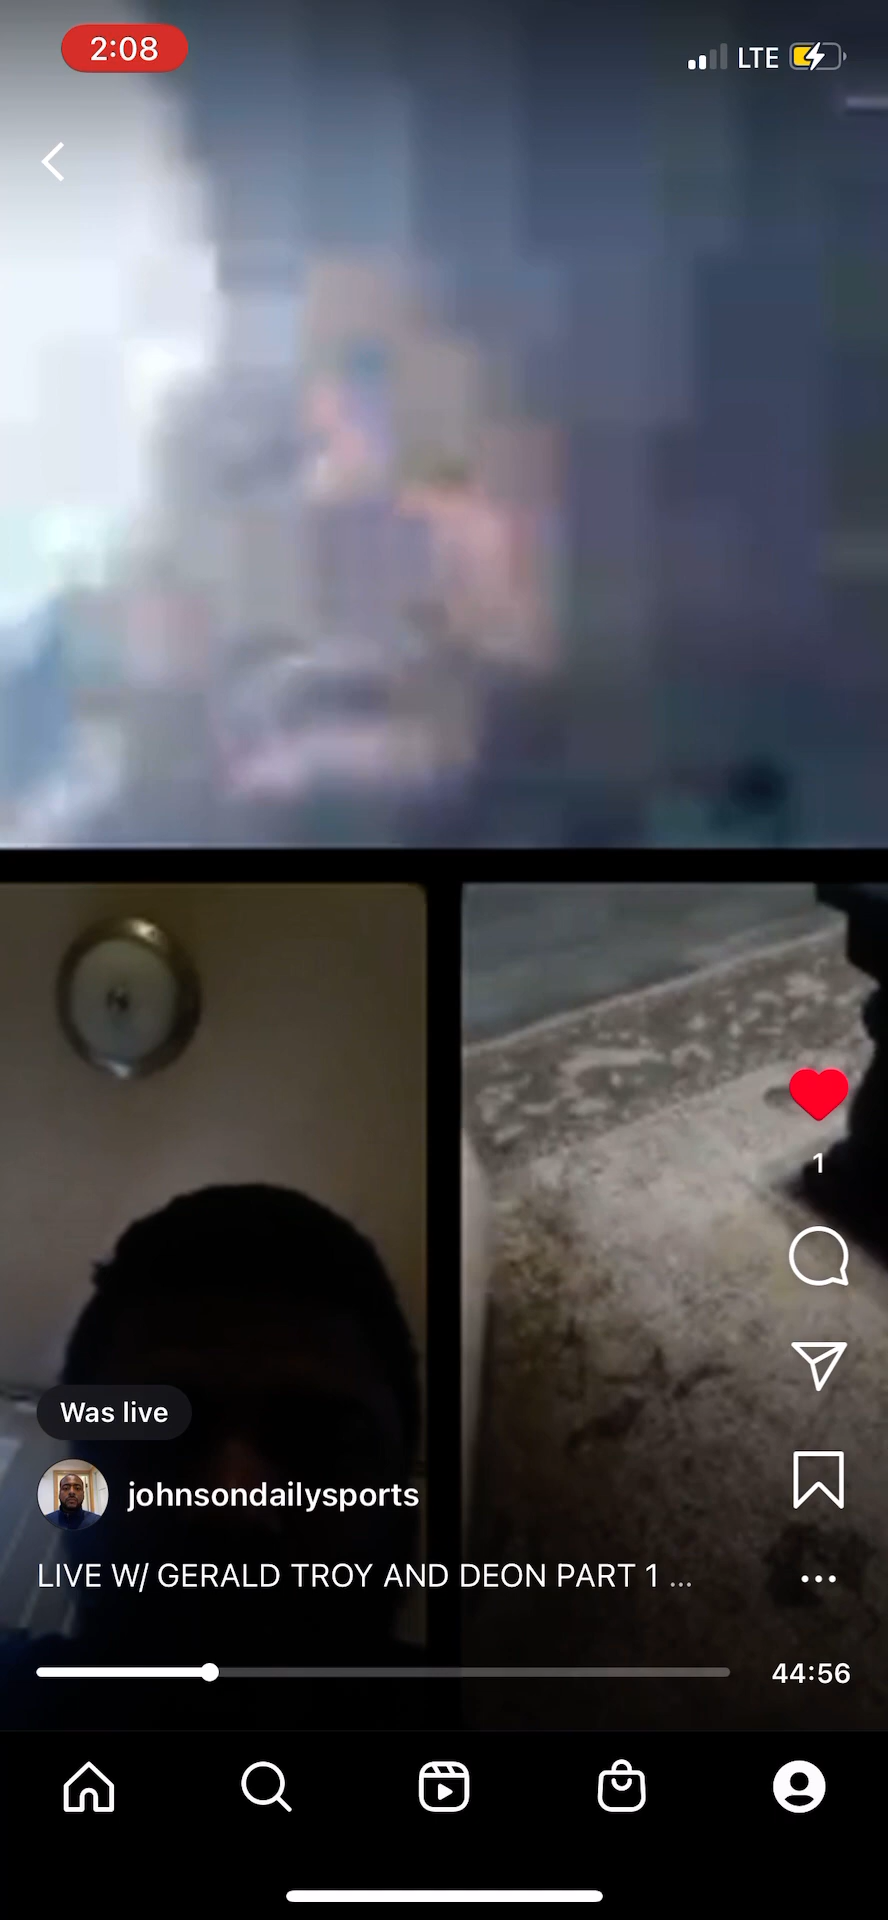 2:08
LTE
1
Was live
johnsondailysports
LIVE W/ GERALD TROY AND DEON PART 1 ...
44:56